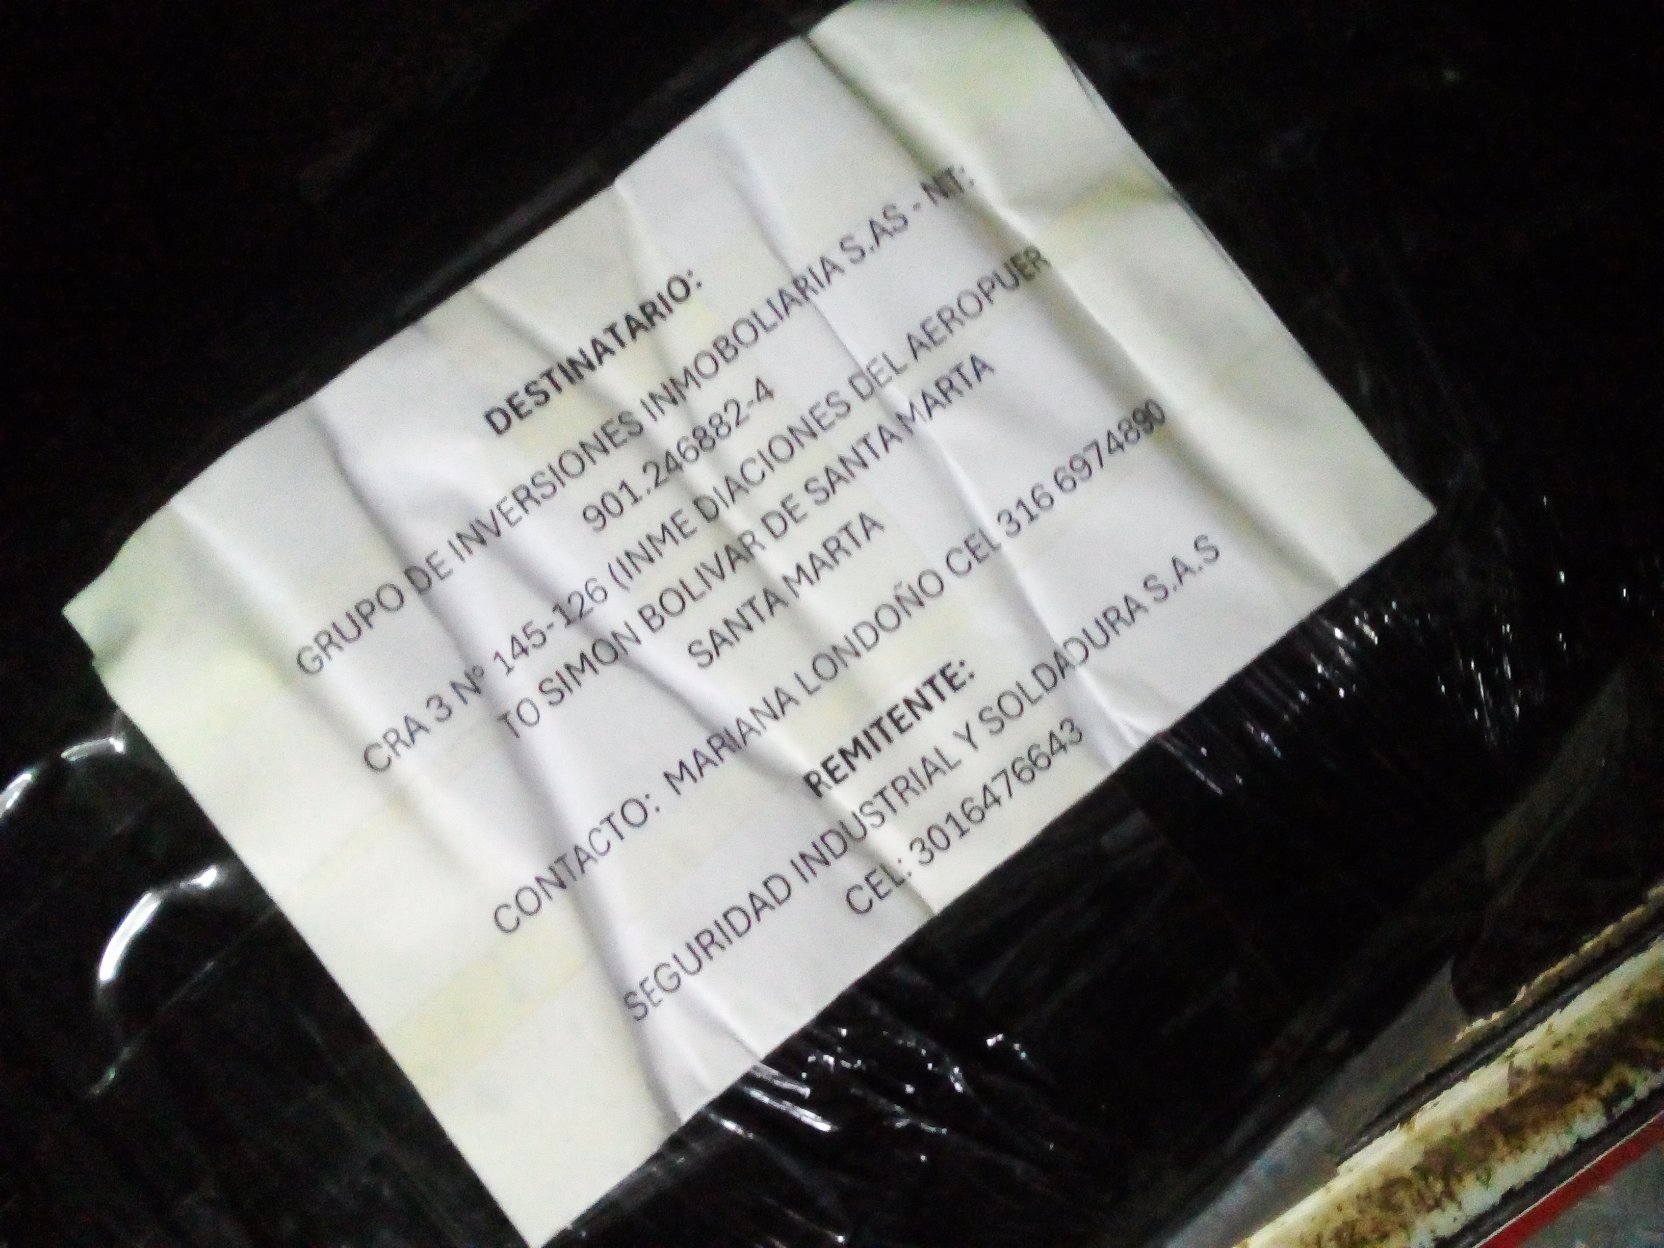 DESTINATARIO:
GRUPO DE INVERSIONES INMOBOLIARIA S.AS - NIT:
901.246882-4
CRA 3 N° 145-126 (INME DIACIONES DEL AEROPUER
TO SIMON BOLIVAR DE SANTA MARTA
SANTA MARTA
CONTACTO: MARIANA LONDOÑO CEL 316 6974890
REMITENTE:
SEGURIDAD INDUSTRIAL Y SOLDADURA S.A.S
CEL: 3016476643